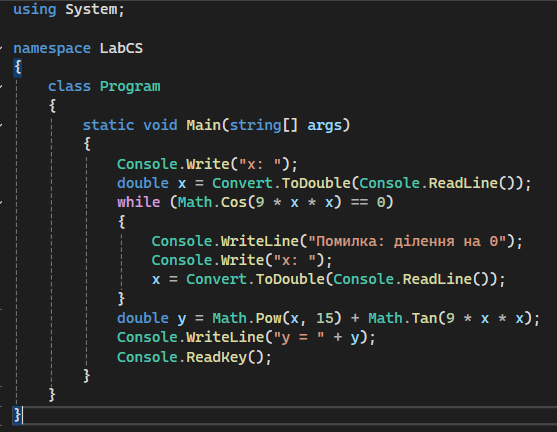 using System;
namespace LabCS
{
class Program
{
static void Main(string[] args)
{
Console.Write("x: ");
double x = Convert.ToDouble(Console.ReadLine());
while (Math.Cos(9 * x * x) == 0)
{
Console.WriteLine("Помилка: ділення на 0");
Console.Write("x: ");
x = Convert.ToDouble(Console.ReadLine());
}
double y = Math.Pow(x, 15) + Math.Tan(9 * x * x);
Console.WriteLine("y = " + y);
Console.ReadKey();
}
}
}